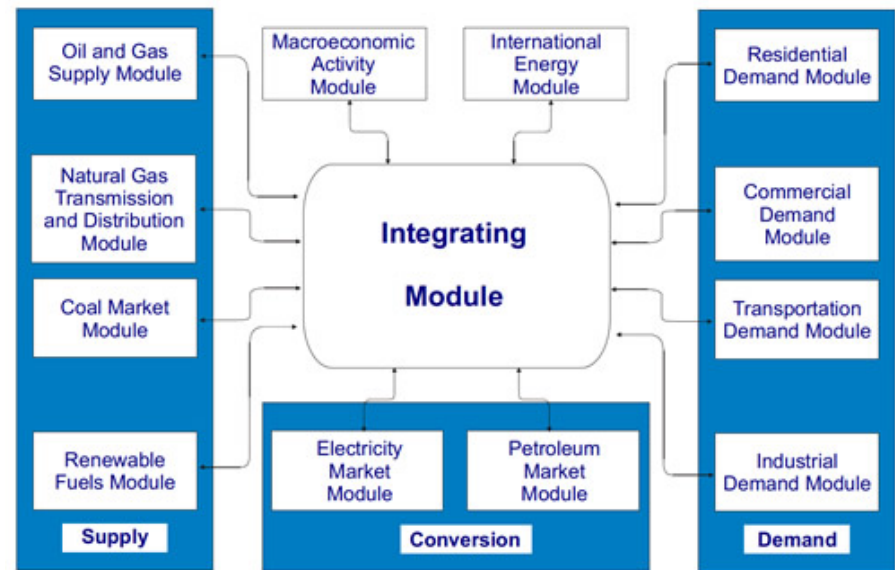 Oil and Gas
Supply Module
Natural Gas
Transmission
and Distribution
Module
Coal Market
Module
Renewable
Fuels Module
Supply
Macroeconomic
Activity
Module
International
Energy
Module
Integrating
Module
Electricity
Market
Module
Petroleum
Market
Module
Conversion
Residential
Demand Module
Commercial
Demand
Module
Transportation
Demand Module
Industrial
Demand Module
Demand